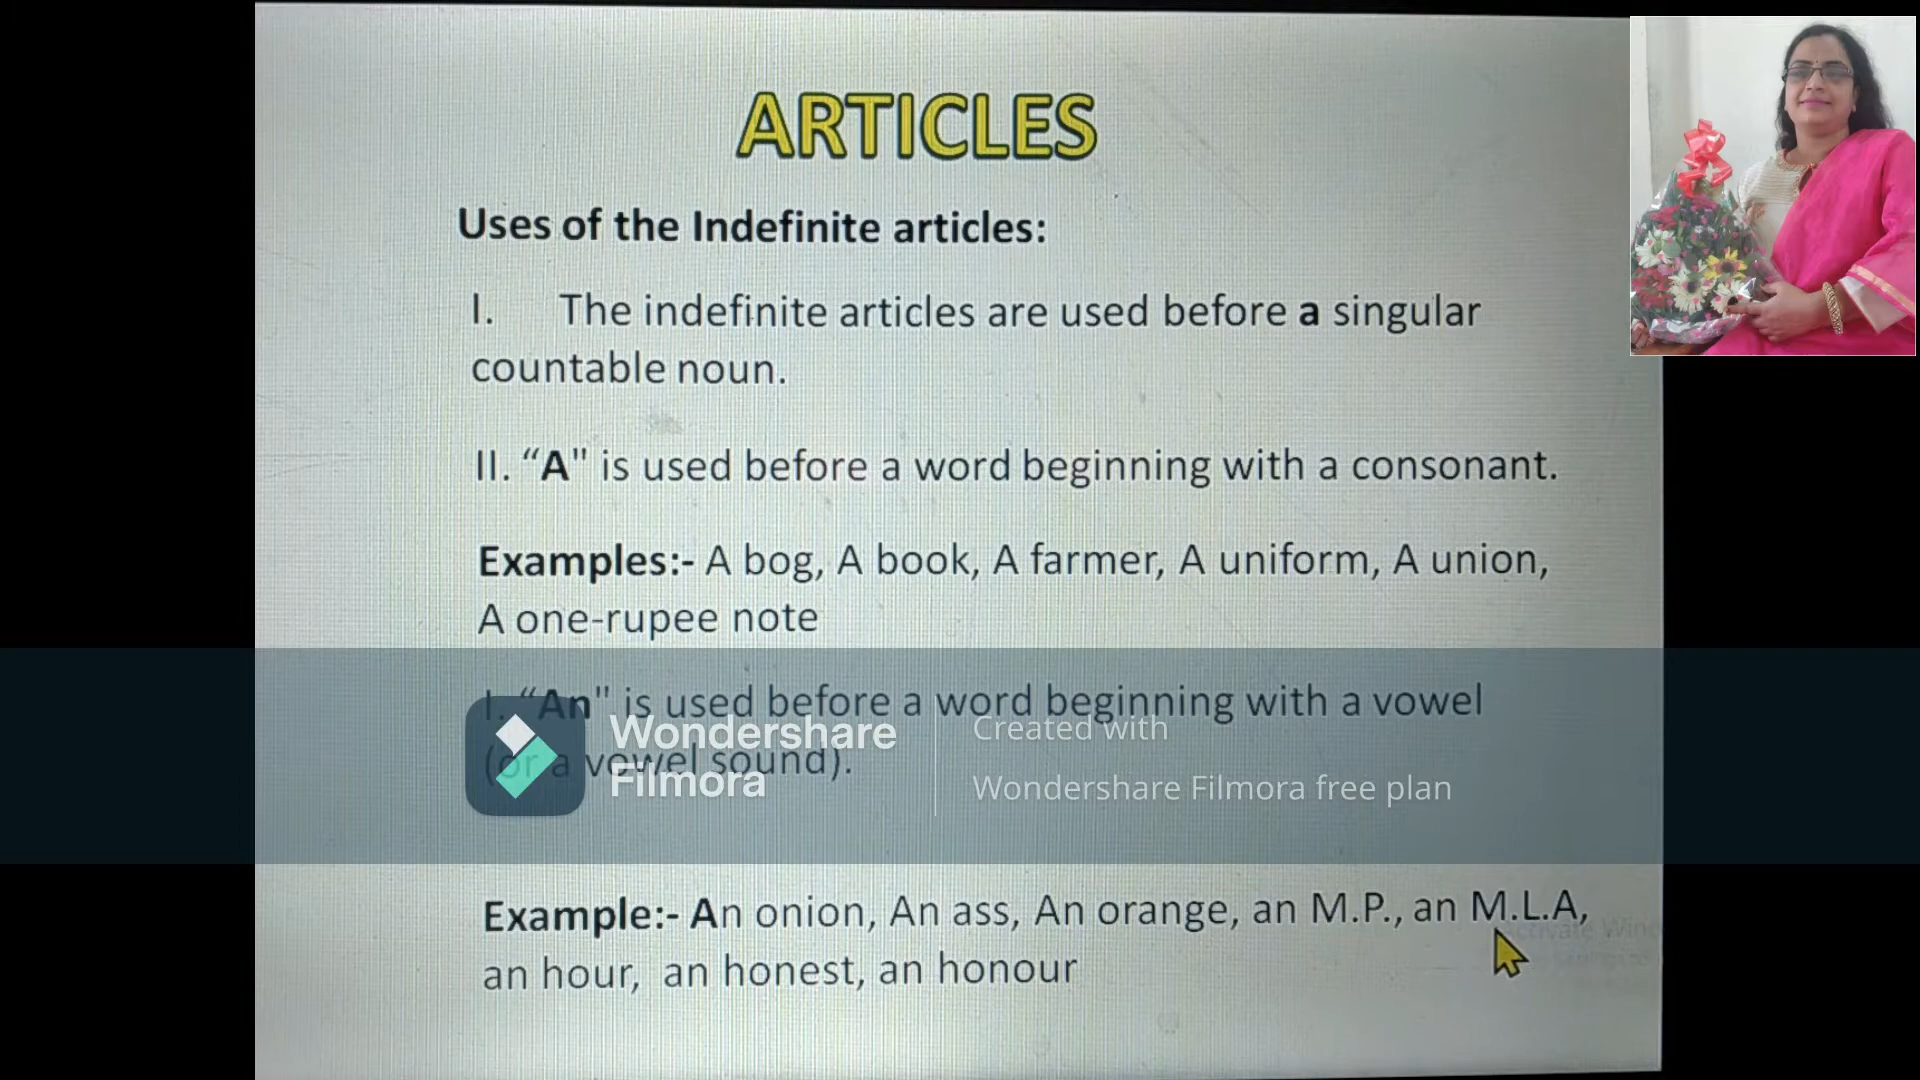 ARTICLES
Uses of the Indefinite articles:
I. The indefinite articles are used before a singular
countable noun.
II. “A" is used before a word beginning with a consonant.
Examples:- A bog, A book, A farmer, A uniform, A union,
A one-rupee note
I. “An" is used before a word beginning with a vowel
(or a vowel sound).
Wondershare
Filmora
Created with
Wondershare Filmora free plan
Example:- An onion, An ass, An orange, an M.P., an M.L.A,
an hour, an honest, an honour